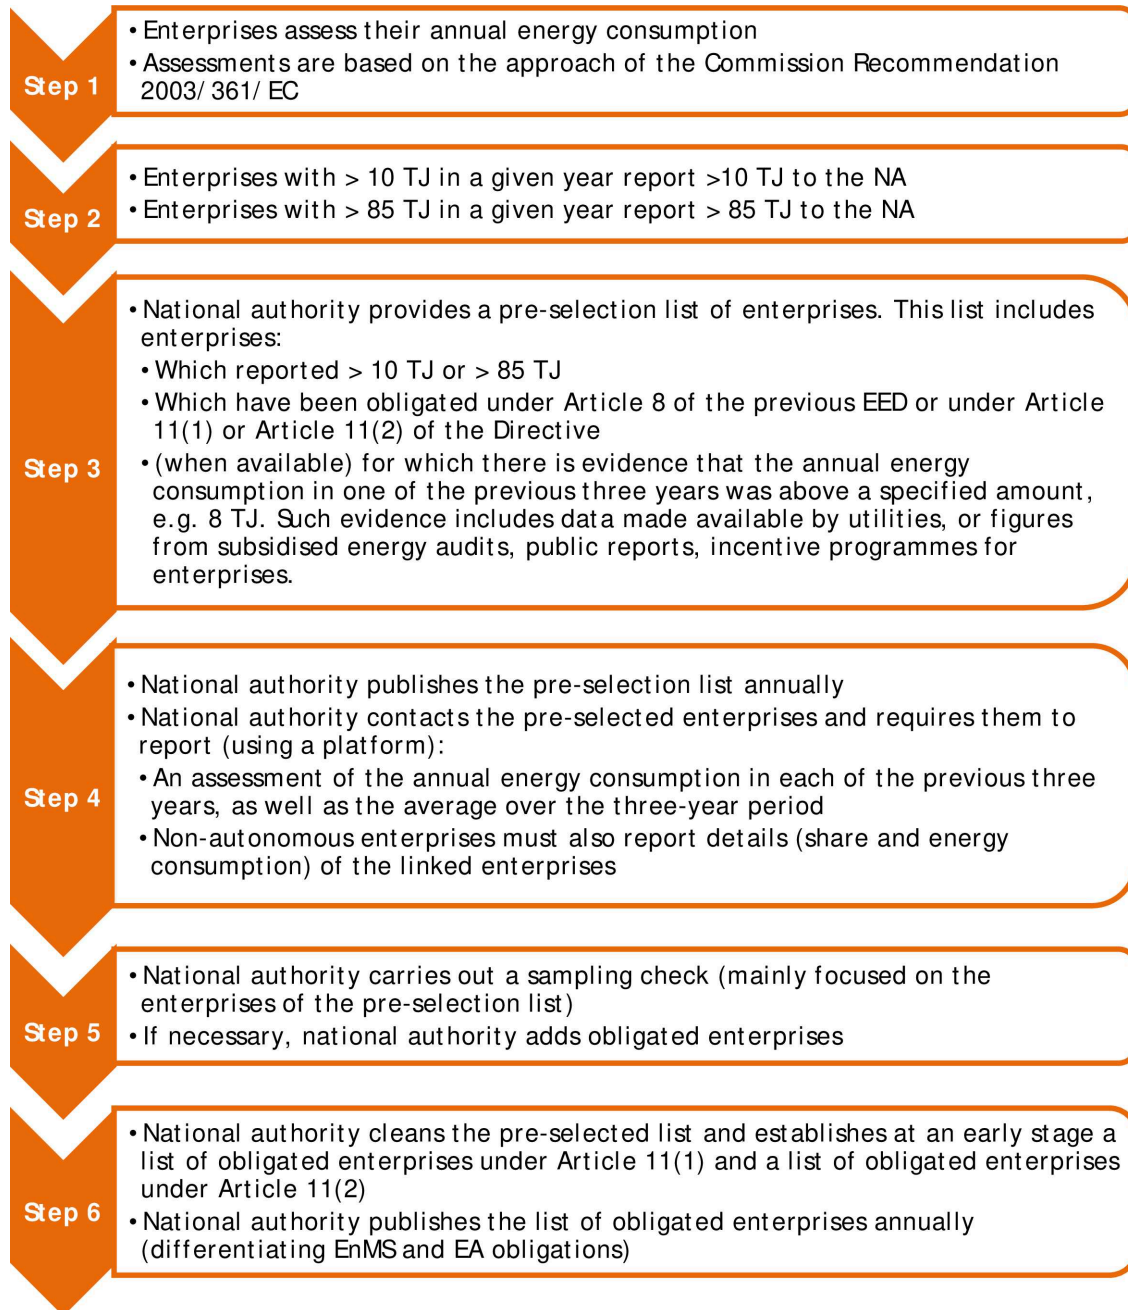 Step 1
• Enterprises assess their annual energy consumption
• Assessments are based on the approach of the Commission Recommendation
2003/ 361/ EC
Step 2
• Enterprises with > 10 TJ in a given year report >10 TJ to the NA
• Enterprises with > 85 TJ in a given year report > 85 TJ to the NA
Step 3
• National authority provides a pre-selection list of enterprises. This list includes
enterprises:
• Which reported > 10 TJ or > 85 TJ
• Which have been obligated under Article 8 of the previous EED or under Article
11(1) or Article 11(2) of the Directive
• (when available) for which there is evidence that the annual energy
consumption in one of the previous three years was above a specified amount,
e.g. 8 TJ. Such evidence includes data made available by utilities, or figures
from subsidised energy audits, public reports, incentive programmes for
enterprises.
Step 4
• National authority publishes the pre-selection list annually
• National authority contacts the pre-selected enterprises and requires them to
report (using a platform):
• An assessment of the annual energy consumption in each of the previous three
years, as well as the average over the three-year period
• Non-autonomous enterprises must also report details (share and energy
consumption) of the linked enterprises
Step 5
• National authority carries out a sampling check (mainly focused on the
enterprises of the pre-selection list)
• If necessary, national authority adds obligated enterprises
Step 6
• National authority cleans the pre-selected list and establishes at an early stage a
list of obligated enterprises under Article 11(1) and a list of obligated enterprises
under Article 11(2)
• National authority publishes the list of obligated enterprises annually
(differentiating EnMS and EA obligations)